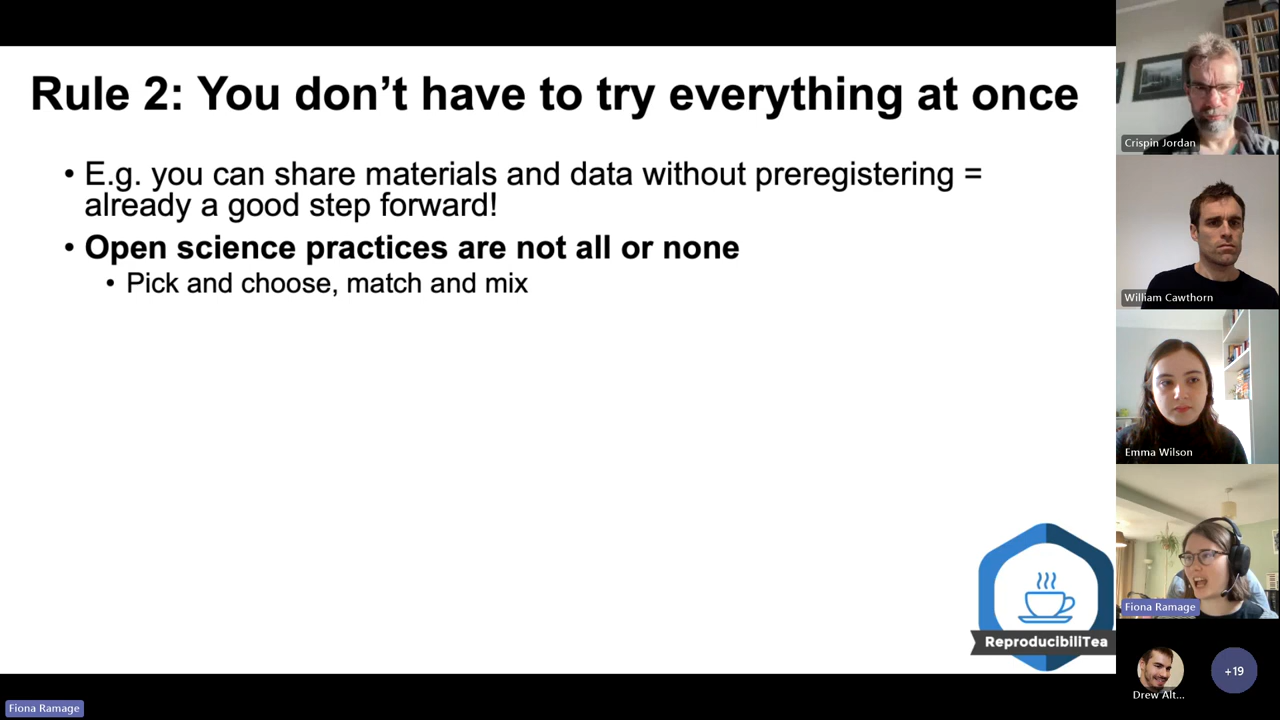 Rule 2: You don’t have to try everything at once
• E.g. you can share materials and data without preregistering =
already a good step forward!
• Open science practices are not all or none
• Pick and choose, match and mix
ReproducibiliTea
Crispin Jordan
William Cawthorn
Emma Wilson
Fiona Ramage
Drew Alt...
+19
Fiona Ramage